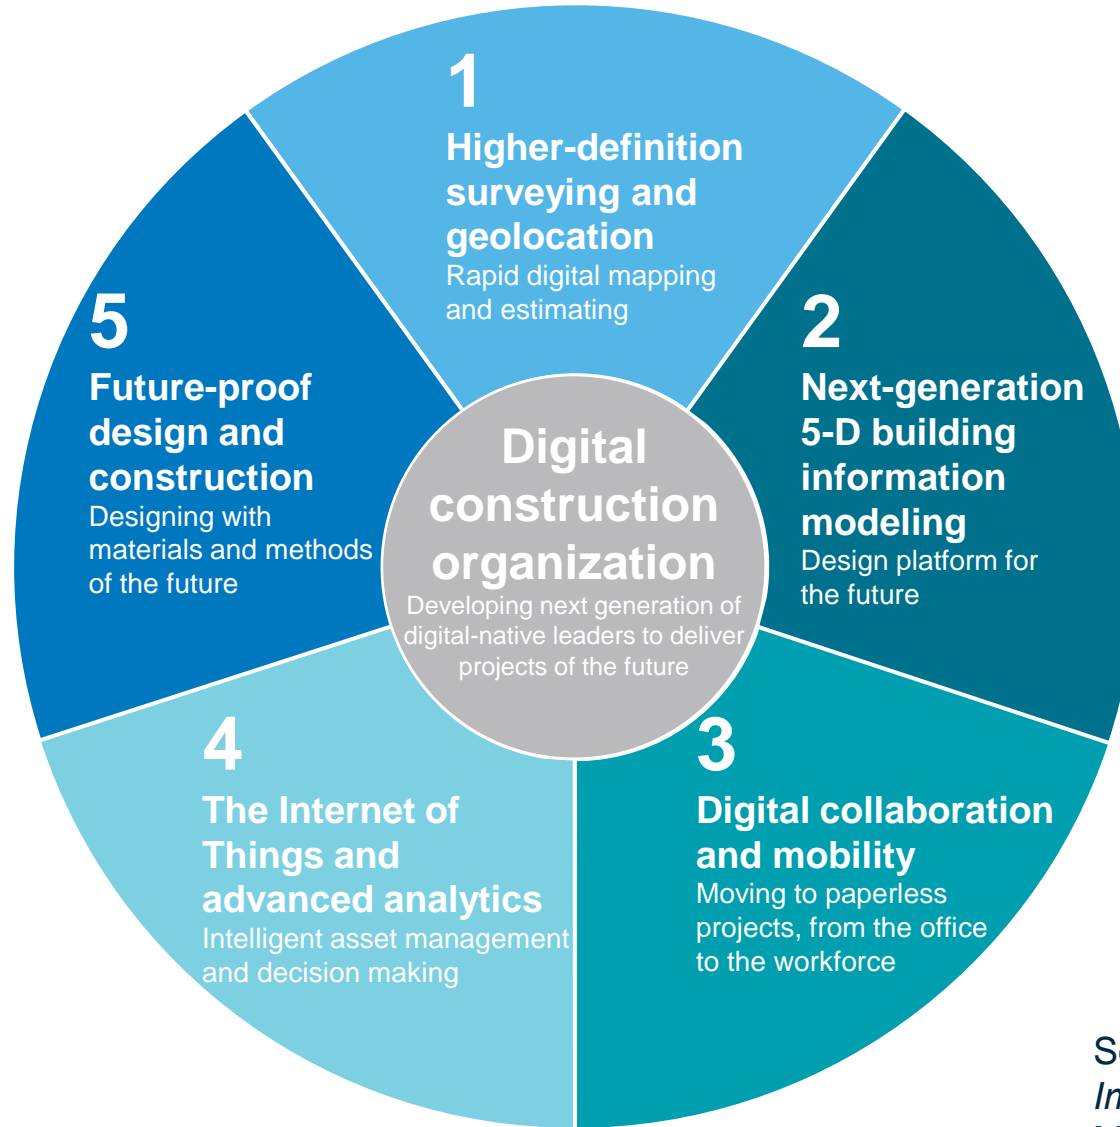 1
Higher-definition
surveying and
geolocation
Rapid digital mapping
and estimating
2
Next-generation
5-D building
information
modeling
Design platform for
the future
3
Digital collaboration
and mobility
Moving to paperless
projects, from the office
to the workforce
4
The Internet of
Things and
advanced analytics
Intelligent asset management
and decision making
5
Future-proof
design and
construction
Designing with
materials and methods
of the future
Digital
construction
organization
Developing next generation of
digital-native leaders to deliver
projects of the future